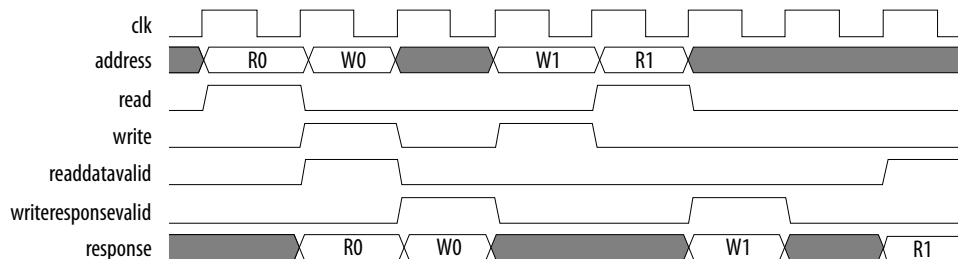 clk
address R0 W0 W1 R1
read
write
readdatavalid
writeresponsevalid
response R0 W0 W1 R1